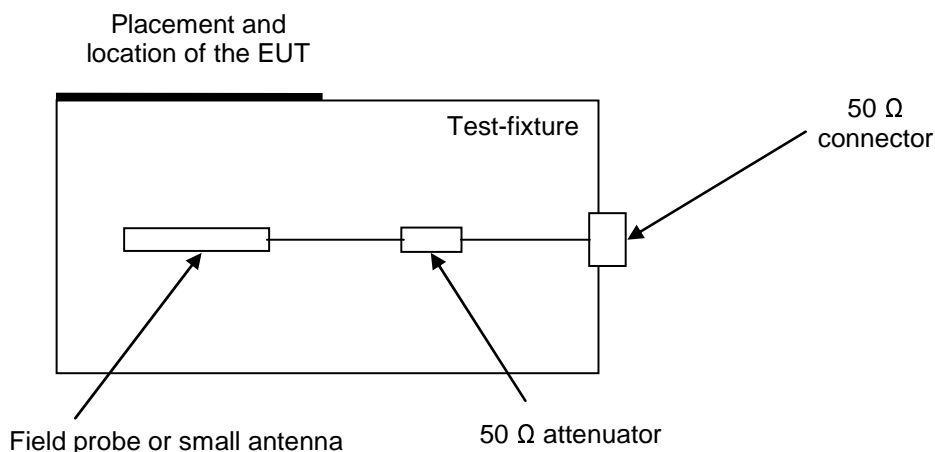 Placement and
location of the EUT
Test-fixture
50 Ω
connector
Field probe or small antenna
50 Ω attenuator